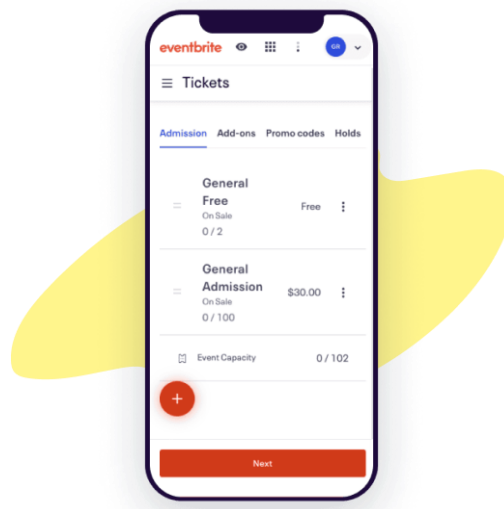 eventbrite
GR
Tickets
Admission Add-ons Promo codes Holds
General
Free
On Sale
0 / 2
Free
General
Admission
On Sale
0 / 100
$30.00
Event Capacity 0 / 102
Next